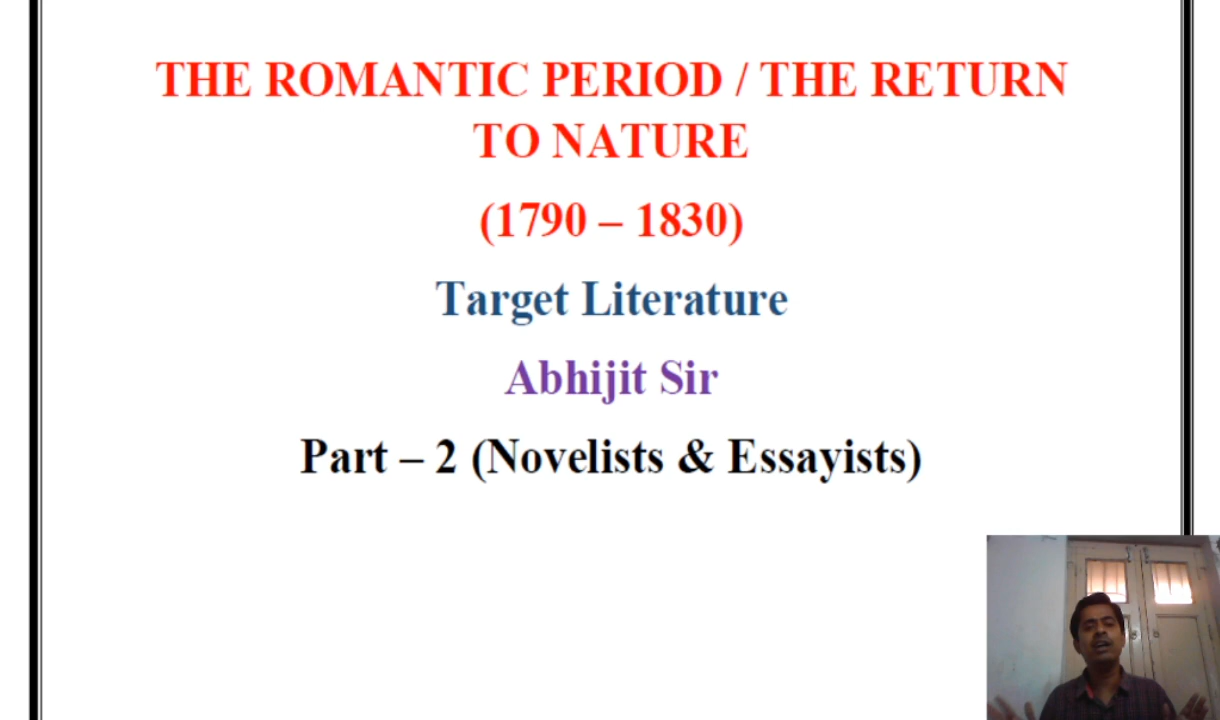 THE ROMANTIC PERIOD / THE RETURN
TO NATURE
(1790 – 1830)
Target Literature
Abhijit Sir
Part – 2 (Novelists & Essayists)